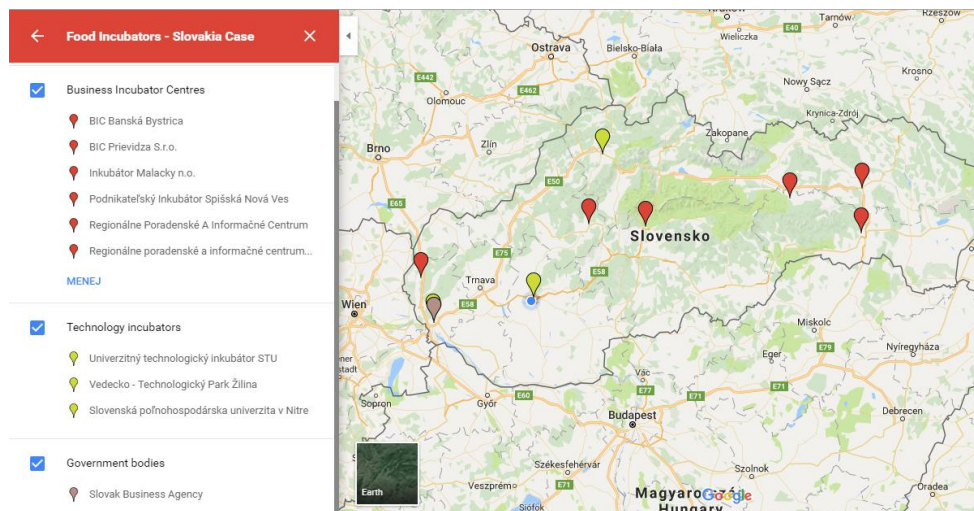 Food Incubators - Slovakia Case
Business Incubator Centres
BIC Banská Bystrica
BIC Prievidza S.r.o.
Inkubátor Malacky n.o.
Podnikateľský Inkubátor Spišská Nová Ves
Regionálne Poradenské A Informačné Centrum
Regionálne poradenské a informačné centrum...
MENEJ
Technology incubators
Univerzitný technologický inkubátor STU
Vedecko - Technologický Park Žilina
Slovenská poľnohospodárska univerzita v Nitre
Government bodies
Slovak Business Agency
Tarnów
Rzeszów
Wieliczka
E40
Ostrava
Bielsko-Biała
Krosno
E442
Nowy Sącz
E462
Olomouc
Krynica-Zdrój
Zakopane
Brno
Zlín
E50
E65
Slovensko
E75
Trnava
E58
E58
Wien
Miskolc
Eger
E79
Nyíregyháza
Vác
Sopron
Győr
E60
E77
E71
E71
Debrecen
Budapest
Székesfehérvár
Szolnok
E71
Veszprém
Siófok
Oradea
Google
Earth